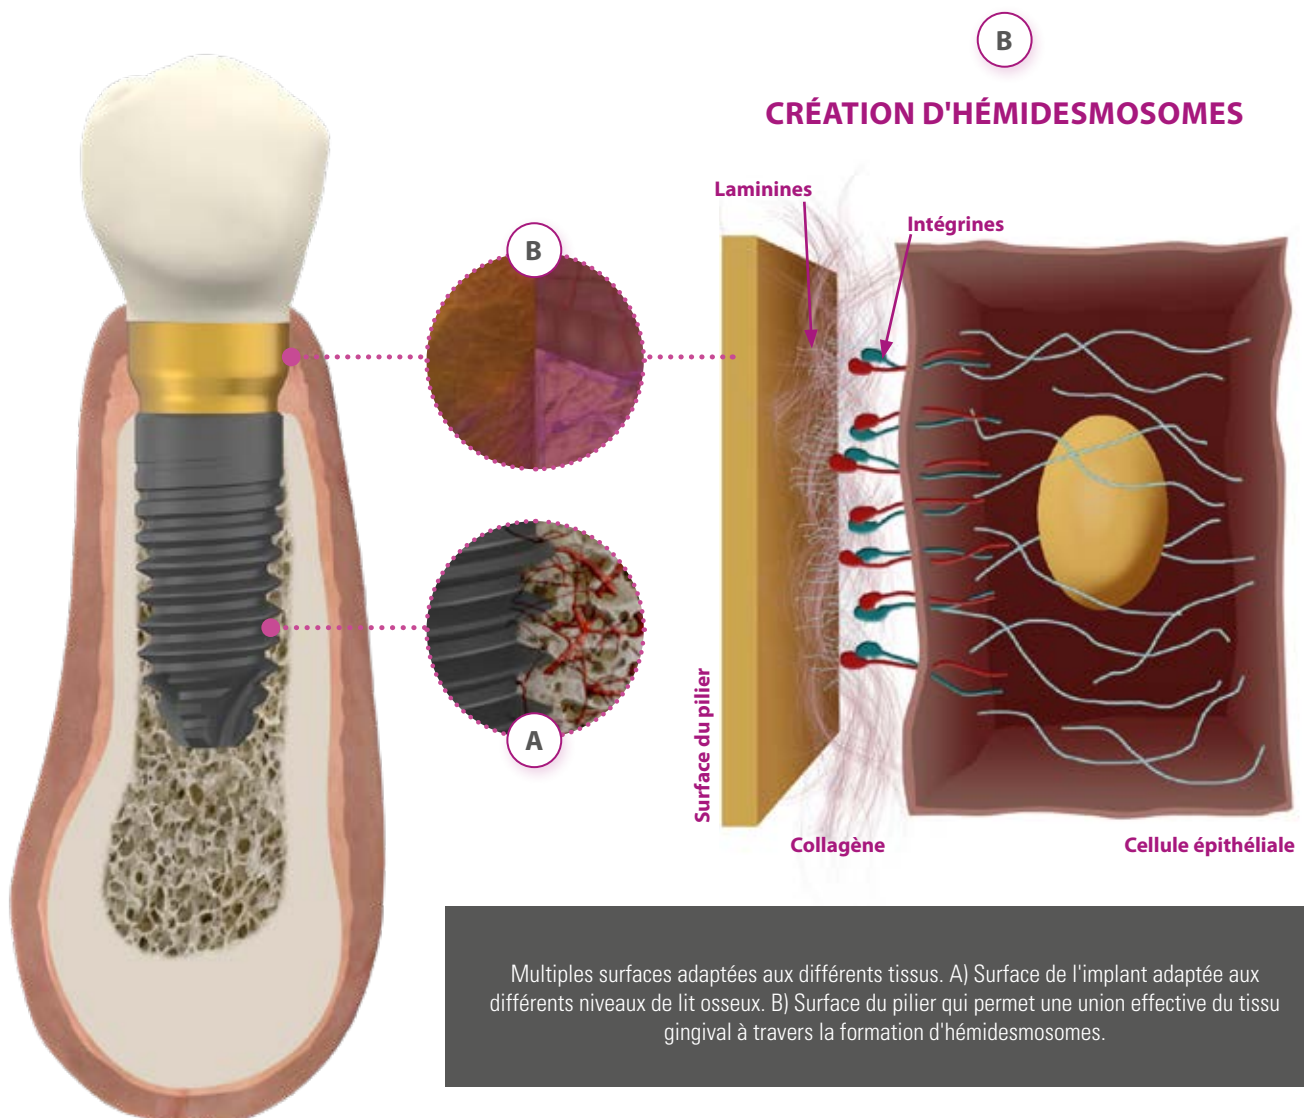 B
CRÉATION D'HÉMIDESMOSOMES
Laminines
Intégrines
B
A
Surface du pilier
Collagène
Cellule épithéliale
Multiples surfaces adaptées aux différents tissus. A) Surface de l'implant adaptée aux
différents niveaux de lit osseux. B) Surface du pilier qui permet une union effective du tissu
gingival à travers la formation d'hémidesmosomes.